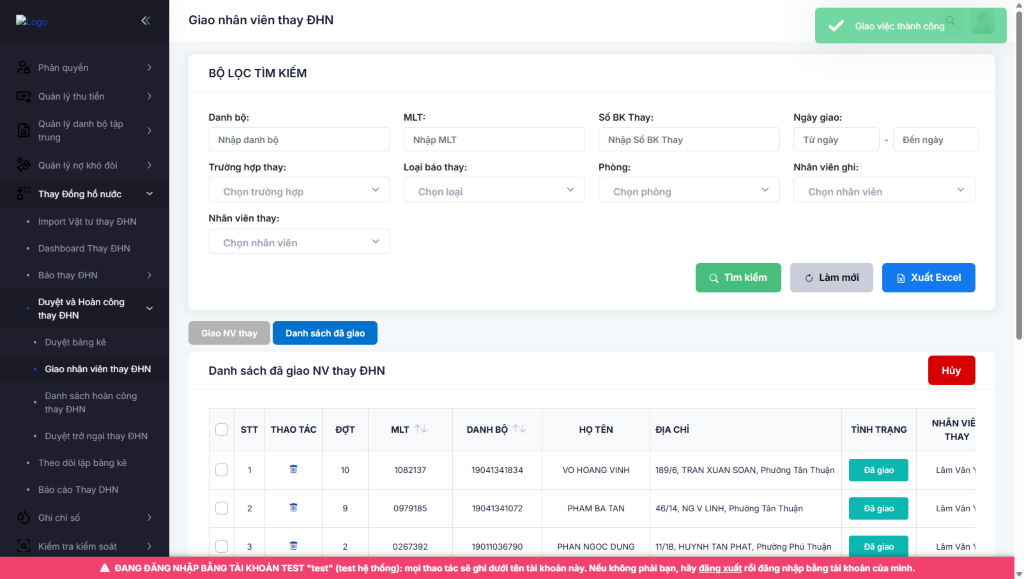 Logo
Giao nhân viên thay ĐHN
Giao việc thành công
Phân quyền
Quản lý thu tiền
Quản lý danh bộ tập
trung
Quản lý nợ khó đòi
Thay Đồng hồ nước
Import Vật tư thay ĐHN
Dashboard Thay ĐHN
Báo thay ĐHN
Duyệt và Hoàn công
thay ĐHN
Duyệt bảng kê
Giao nhân viên thay ĐHN
Danh sách hoàn công
thay ĐHN
Duyệt trở ngại thay ĐHN
Theo dõi lập bảng kê
Báo cáo Thay DHN
Ghi chỉ số
Kiểm tra kiểm soát
BỘ LỌC TÌM KIẾM
Danh bộ: MLT: Số BK Thay: Ngày giao:
Nhập danh bộ Nhập MLT Nhập Số BK Thay Từ ngày - Đến ngày
Trường hợp thay: Loại báo thay: Phòng: Nhân viên ghi:
Chọn trường hợp Chọn loại Chọn phòng Chọn nhân viên
Nhân viên thay:
Chọn nhân viên
Tìm kiếm Làm mới Xuất Excel
Giao NV thay Danh sách đã giao
Danh sách đã giao NV thay ĐHN Hủy
STT THAO TÁC ĐỢT MLT DANH BỘ HỌ TÊN ĐỊA CHỈ TÌNH TRẠNG NHÂN VIÊ
THAY
1 10 1082137 19041341834 VO HOANG VINH 189/6, TRAN XUAN SOAN, Phường Tân Thuận Đã giao Lâm Văn Y
2 9 0979185 19041341072 PHAM BA TAN 46/14, NG V LINH, Phường Tân Thuận Đã giao Lâm Văn Y
3 2 0267392 19011036790 PHAN NGOC DUNG 11/1B, HUYNH TAN PHAT, Phường Phú Thuận Đã giao Lâm Văn Y
ĐANG ĐĂNG NHẬP BẰNG TÀI KHOẢN TEST "test" (test hệ thống): mọi thao tác sẽ ghi dưới tên tài khoản này. Nếu không phải bạn, hãy đăng xuất rồi đăng nhập bằng tài khoản của mình.